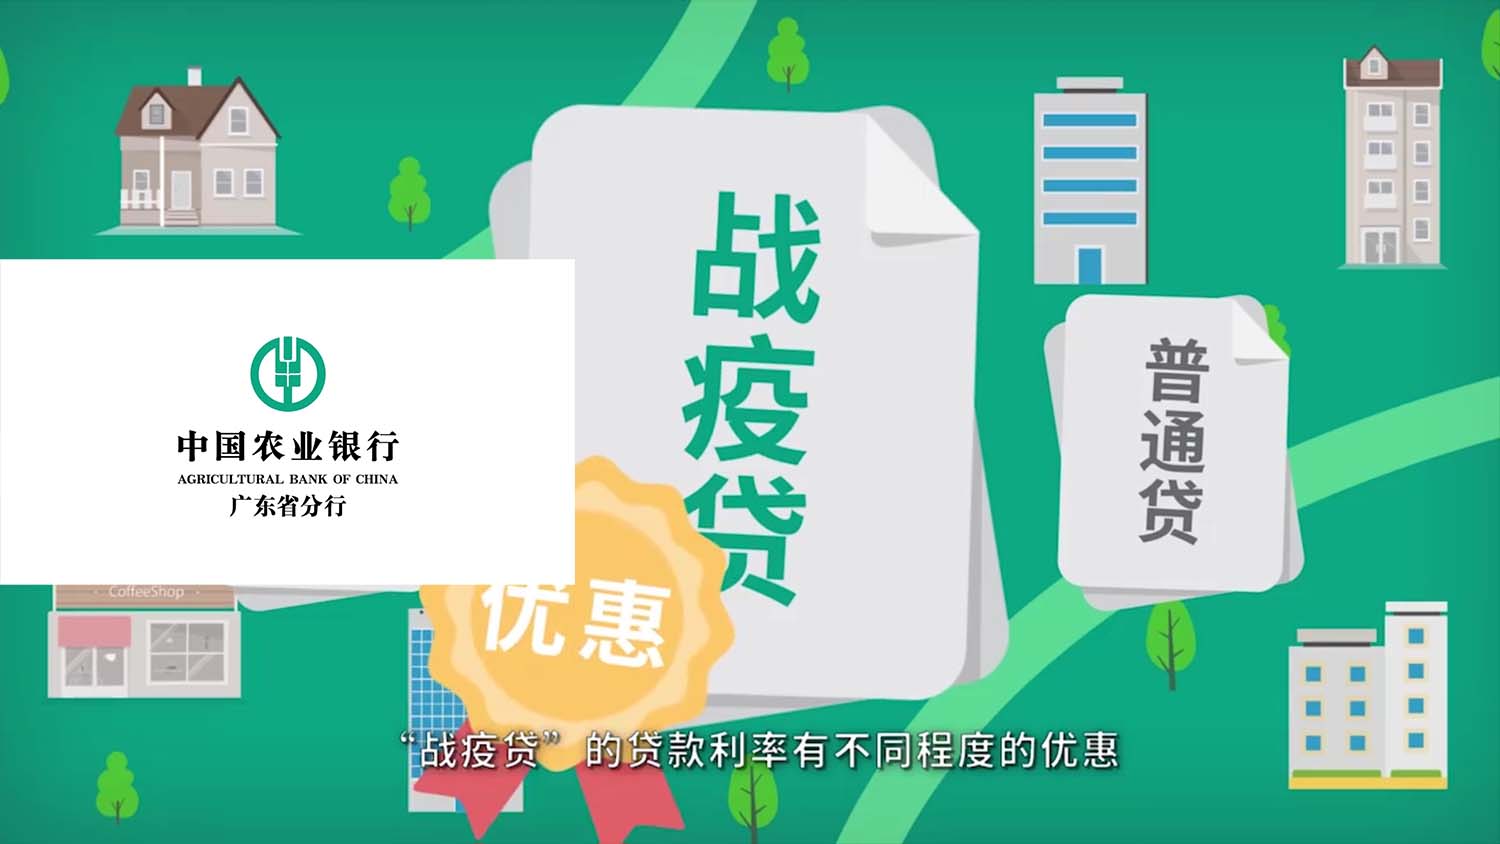 战疫贷
普通贷
中国农业银行
AGRICULTURAL BANK OF CHINA
广东省分行
CoffeeShop
优惠
“战疫贷”的贷款利率有不同程度的优惠